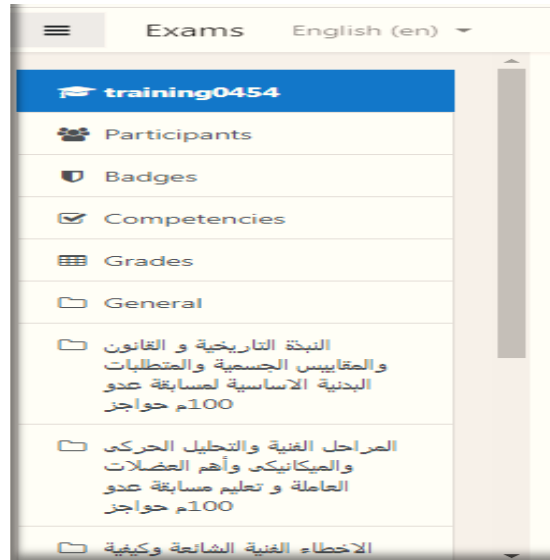 Exams English (en)
training0454
Participants
Badges
Competencies
Grades
General
النبذة التاريخية و القانون
والمقاييس الجسمية والمتطلبات
البدنية الاساسية لمسابقة عدو
100م حواجز
المراحل الفنية والتحليل الحركى
والميكانيكى وأهم العضلات
العاملة و تعليم مسابقة عدو
100م حواجز
الاخطاء الفنية الشائعة وكيفية